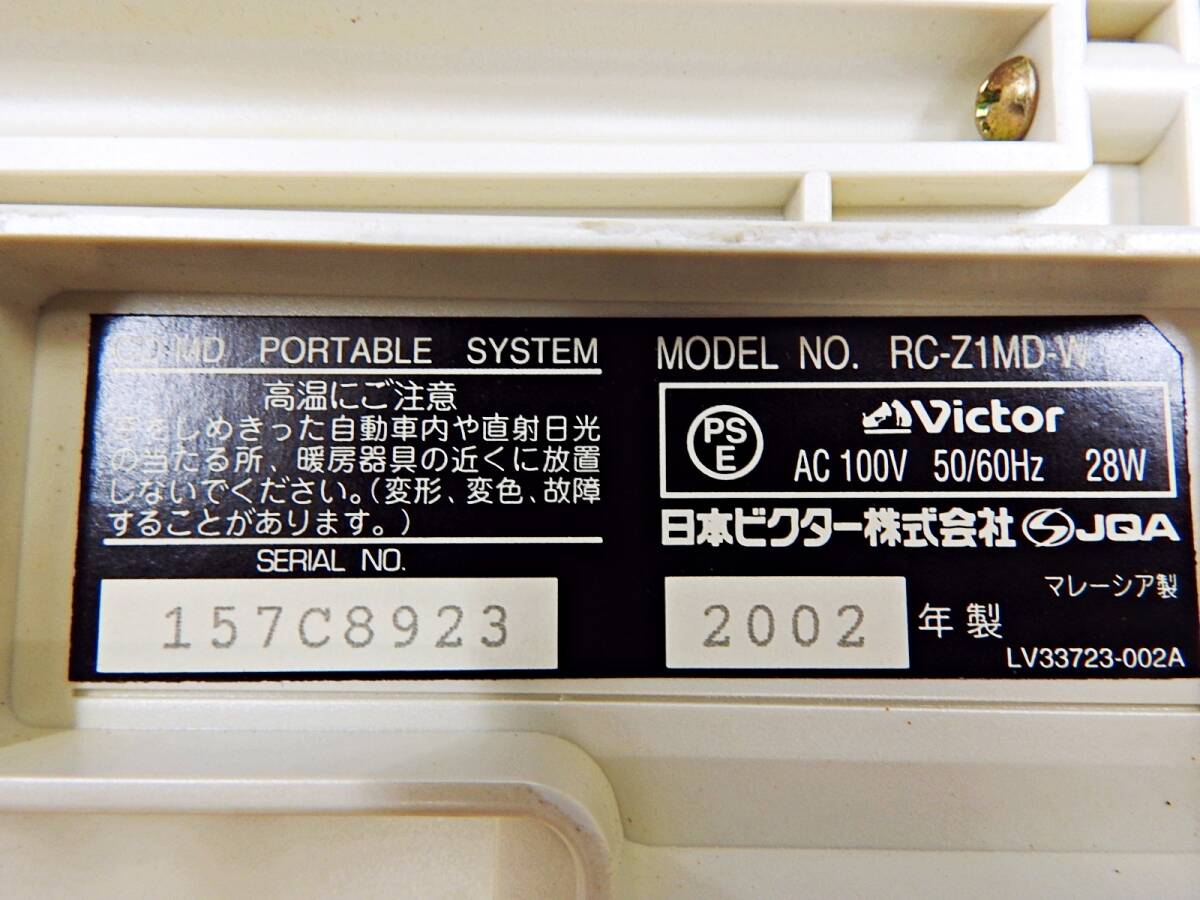 CD-MD PORTABLE SYSTEM
高温にご注意
窓をしめきった自動車内や直射日光
の当たる所、暖房器具の近くに放置
しないでください。(変形、変色、故障
することがあります。)
SERIAL NO.
157C8923
MODEL NO. RC-Z1MD-W
PS
E
Victor
AC 100V 50/60Hz 28W
日本ビクター株式会社 JQA
マレーシア製
2002 年製
LV33723-002A